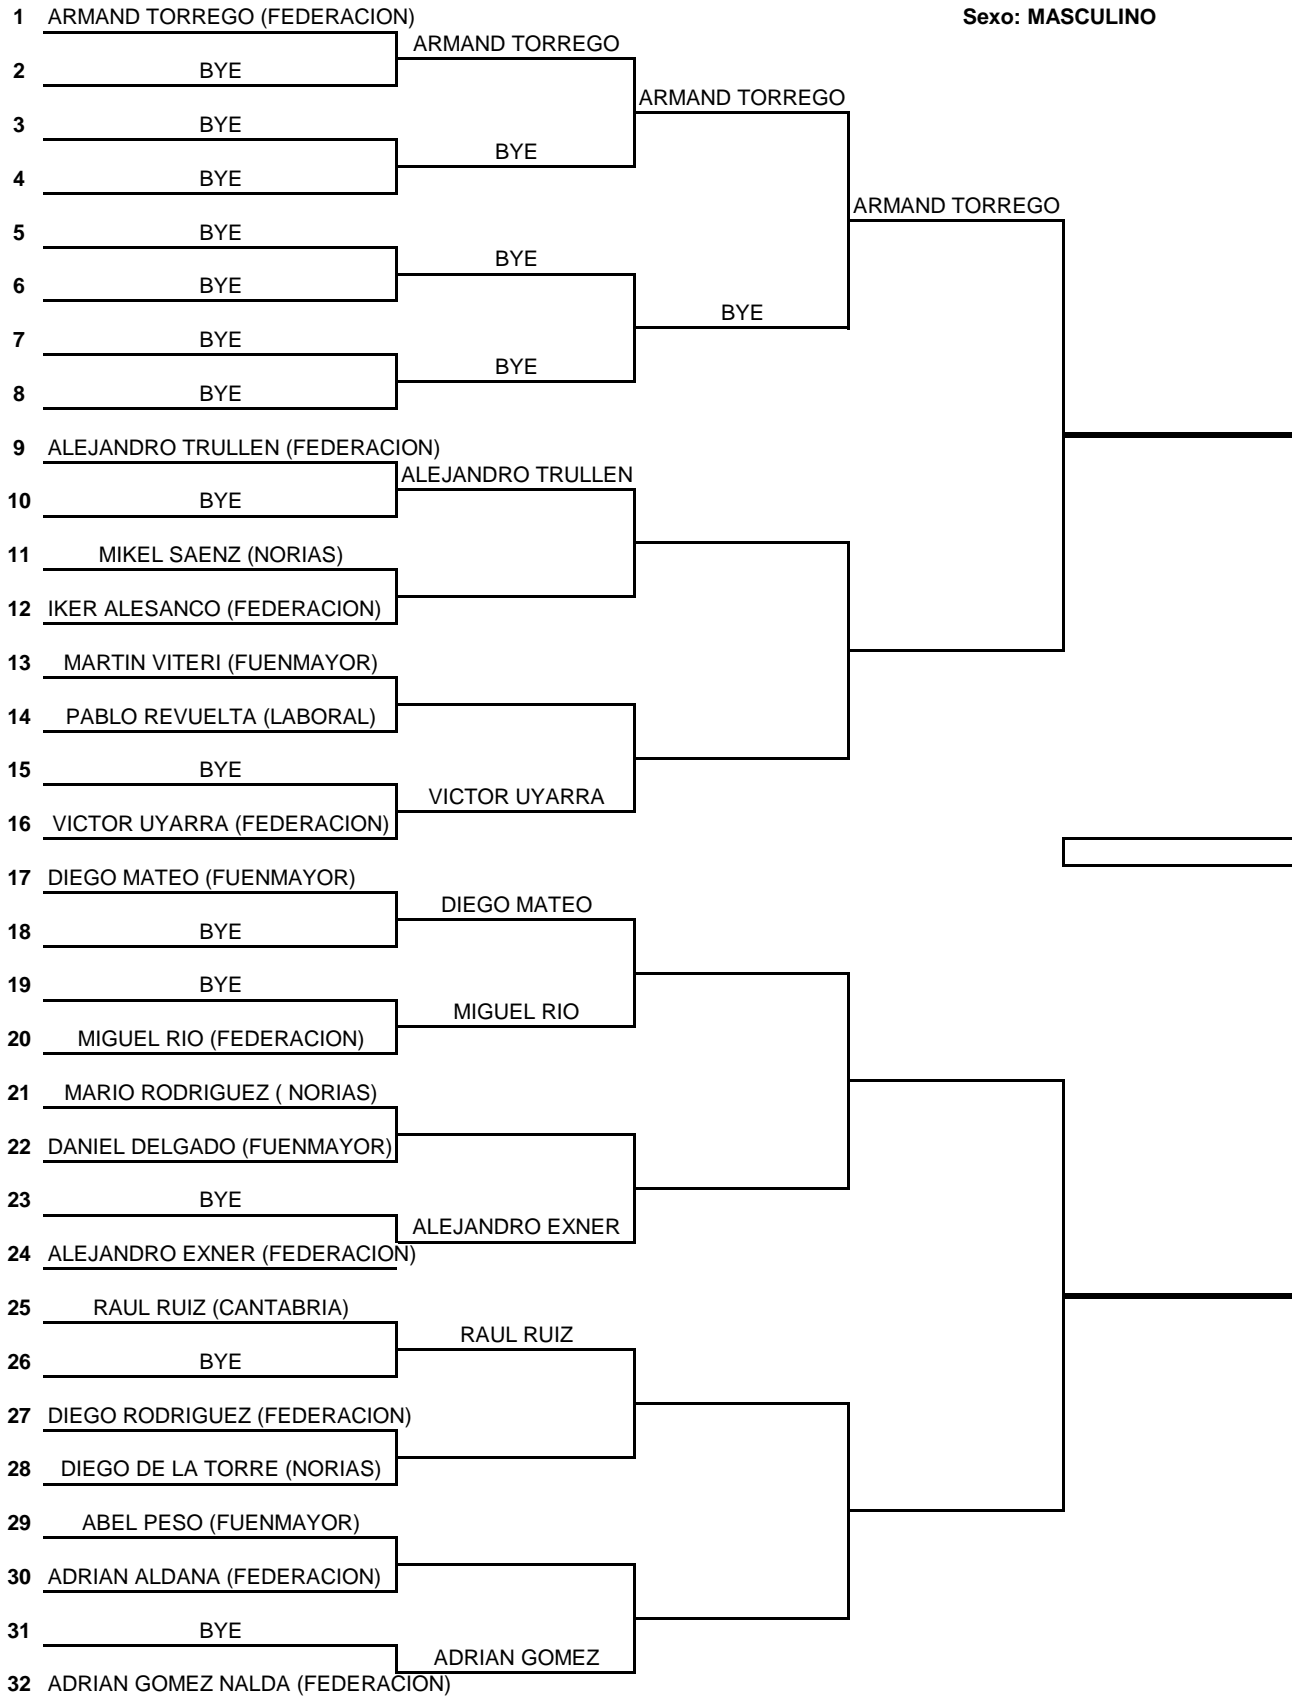 1 ARMAND TORREGO (FEDERACION)
Sexo: MASCULINO
ARMAND TORREGO
2 BYE
ARMAND TORREGO
3 BYE
BYE
4 BYE
ARMAND TORREGO
5 BYE
BYE
6 BYE
BYE
7 BYE
BYE
8 BYE
9 ALEJANDRO TRULLEN (FEDERACION)
ALEJANDRO TRULLEN
10 BYE
11 MIKEL SAENZ (NORIAS)
12 IKER ALESANCO (FEDERACION)
13 MARTIN VITERI (FUENMAYOR)
14 PABLO REVUELTA (LABORAL)
15 BYE
VICTOR UYARRA
16 VICTOR UYARRA (FEDERACION)
17 DIEGO MATEO (FUENMAYOR)
DIEGO MATEO
18 BYE
19 BYE
MIGUEL RIO
20 MIGUEL RIO (FEDERACION)
21 MARIO RODRIGUEZ ( NORIAS)
22 DANIEL DELGADO (FUENMAYOR)
23 BYE
ALEJANDRO EXNER
24 ALEJANDRO EXNER (FEDERACION)
25 RAUL RUIZ (CANTABRIA)
RAUL RUIZ
26 BYE
27 DIEGO RODRIGUEZ (FEDERACION)
28 DIEGO DE LA TORRE (NORIAS)
29 ABEL PESO (FUENMAYOR)
30 ADRIAN ALDANA (FEDERACION)
31 BYE
ADRIAN GOMEZ
32 ADRIAN GOMEZ NALDA (FEDERACION)